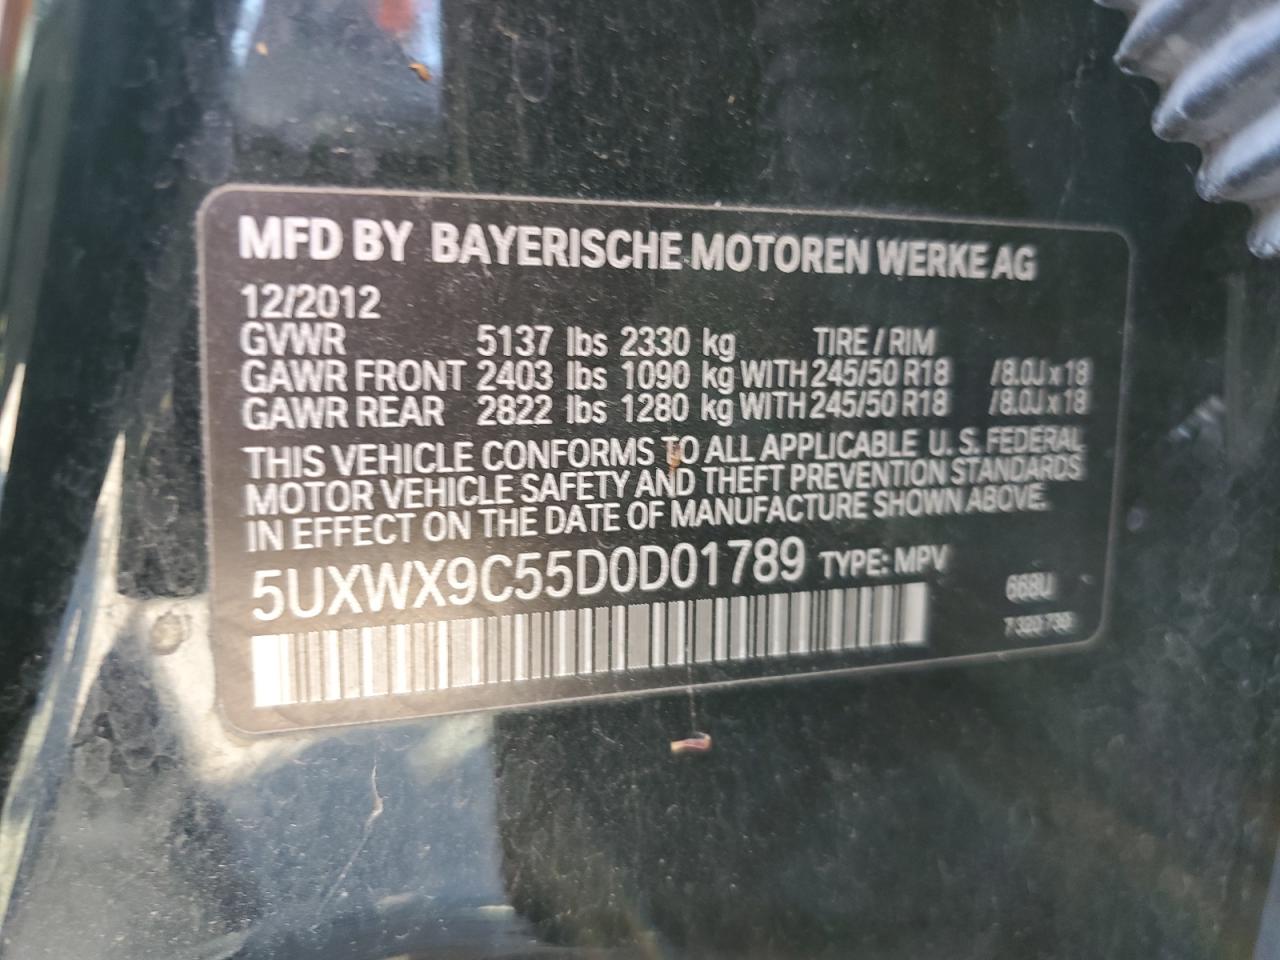 MFD BY BAYERISCHE MOTOREN WERKE AG
12/2012
GVWR 5137 lbs 2330 kg TIRE / RIM
GAWR FRONT 2403 lbs 1090 kg WITH 245/50 R18 / 8.0J x 18
GAWR REAR 2822 lbs 1280 kg WITH 245/50 R18 / 8.0J x 18
THIS VEHICLE CONFORMS TO ALL APPLICABLE U. S. FEDERAL
MOTOR VEHICLE SAFETY AND THEFT PREVENTION STANDARDS
IN EFFECT ON THE DATE OF MANUFACTURE SHOWN ABOVE.
5UXWX9C55D0D01789 TYPE: MPV
668U